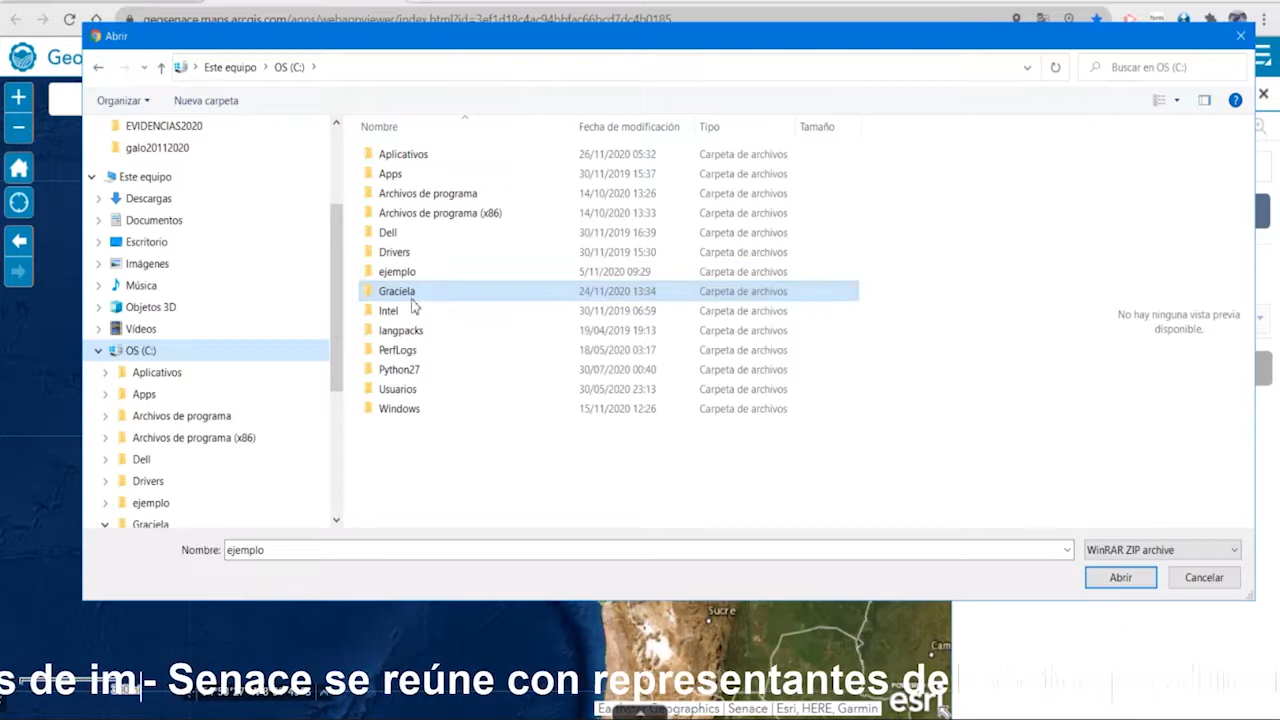 geosenace.maps.arcgis.com/apps/webappviewer/index.html?id=3ef1d18c4ac94bbfac66bcd7dc4b0185
Abrir
Geo
Este equipo > OS (C:) >
Buscar en OS (C:)
Organizar
Nueva carpeta
EVIDENCIAS2020
galo20112020
Este equipo
Descargas
Documentos
Escritorio
Imágenes
Música
Objetos 3D
Vídeos
OS (C:)
Aplicativos
Apps
Archivos de programa
Archivos de programa (x86)
Dell
Drivers
ejemplo
Graciela
Nombre Fecha de modificación Tipo Tamaño
Aplicativos 26/11/2020 05:32 Carpeta de archivos
Apps 30/11/2019 15:37 Carpeta de archivos
Archivos de programa 14/10/2020 13:26 Carpeta de archivos
Archivos de programa (x86) 14/10/2020 13:33 Carpeta de archivos
Dell 30/11/2019 16:39 Carpeta de archivos
Drivers 30/11/2019 15:30 Carpeta de archivos
ejemplo 5/11/2020 09:29 Carpeta de archivos
Graciela 24/11/2020 13:34 Carpeta de archivos
Intel 30/11/2019 06:59 Carpeta de archivos
langpacks 19/04/2019 19:13 Carpeta de archivos
PerfLogs 18/05/2020 03:17 Carpeta de archivos
Python27 30/07/2020 00:40 Carpeta de archivos
Usuarios 30/05/2020 23:13 Carpeta de archivos
Windows 15/11/2020 12:26 Carpeta de archivos
No hay ninguna vista previa
disponible.
Nombre: ejemplo
WinRAR ZIP archive
Abrir
Cancelar
Sucre
Cam
s de im- Senace se reúne con representantes de
esri
Earthstar Geographics | Senace | Esri, HERE, Garmin